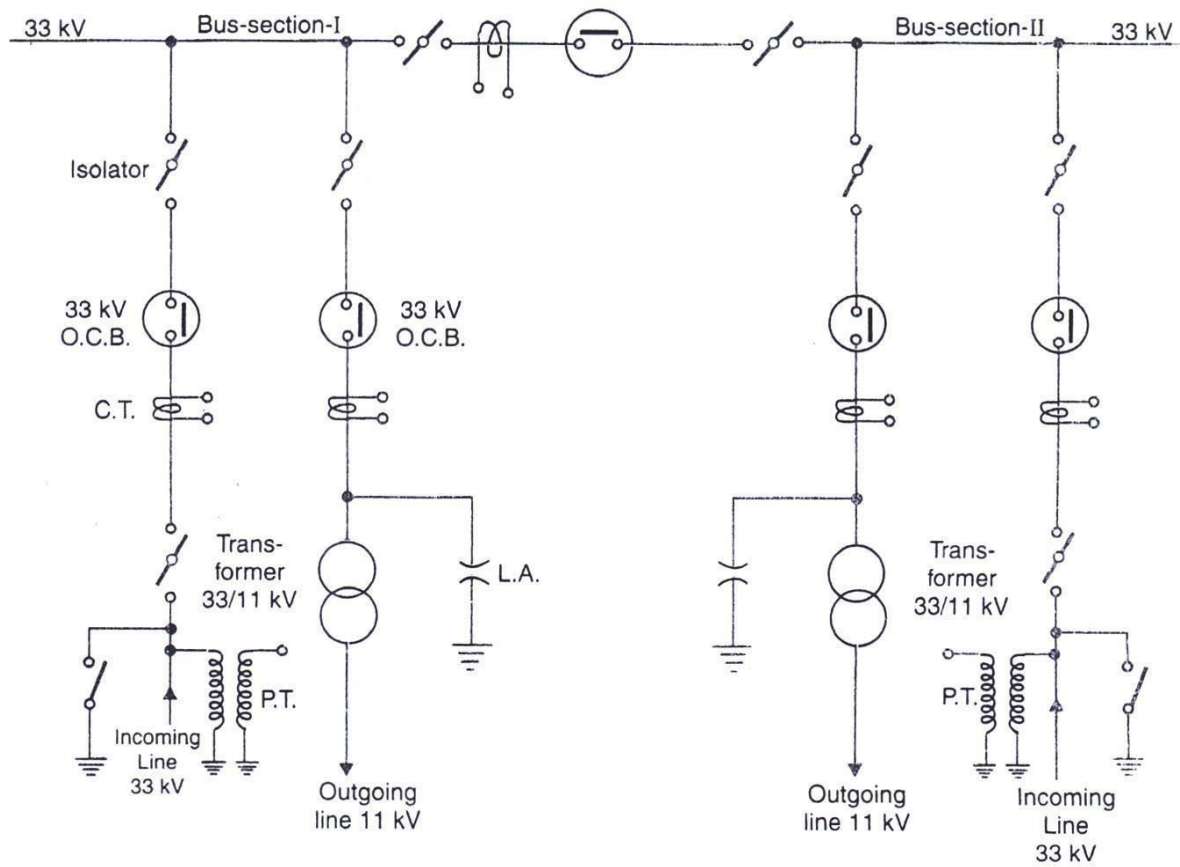 33 kV
Bus-section-I
Bus-section-II
33 kV
Isolator
33 kV
O.C.B.
33 kV
O.C.B.
C.T.
Trans-
former
33/11 kV
L.A.
Trans-
former
33/11 kV
P.T.
P.T.
Incoming
Line
33 kV
Outgoing
line 11 kV
Outgoing
line 11 kV
Incoming
Line
33 kV